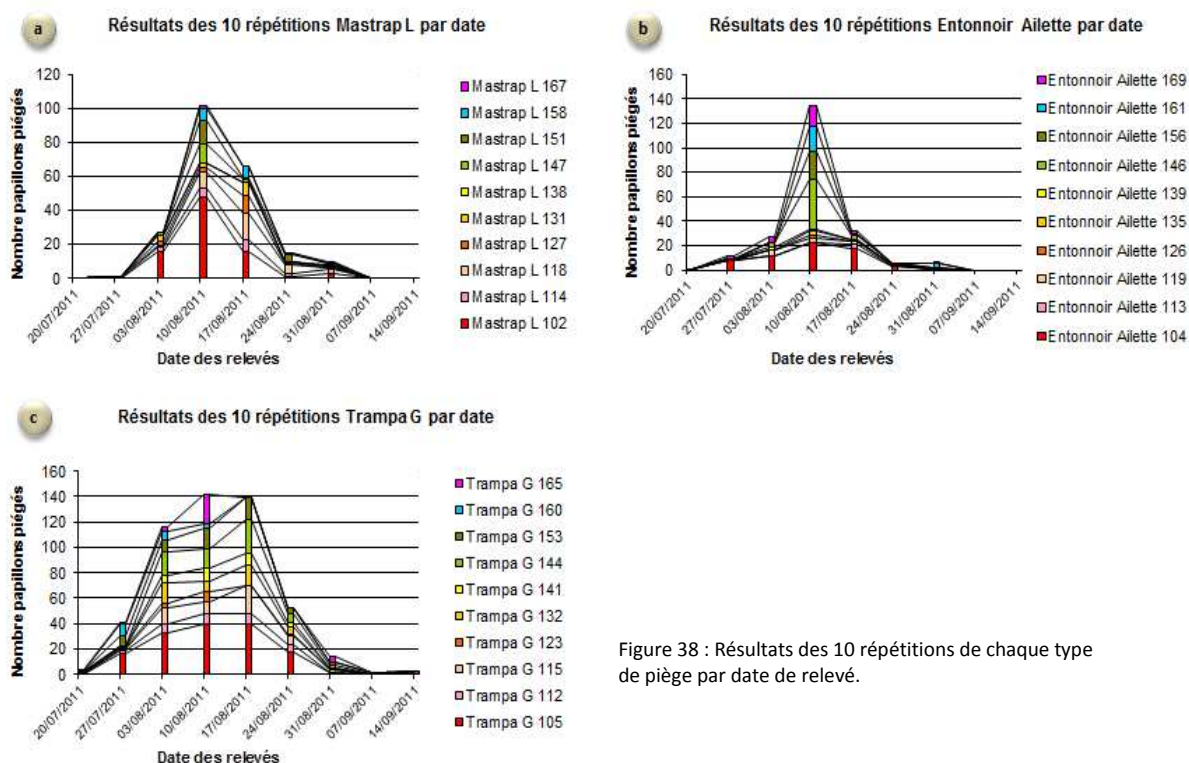 a
Résultats des 10 répétitions Mastrap L par date
Nombre papillons piégés
120
100
80
60
40
20
0
20/07/2011
27/07/2011
03/08/2011
10/08/2011
17/08/2011
24/08/2011
31/08/2011
07/09/2011
14/09/2011
Date des relevés
Mastrap L 167
Mastrap L 158
Mastrap L 151
Mastrap L 147
Mastrap L 138
Mastrap L 131
Mastrap L 127
Mastrap L 118
Mastrap L 114
Mastrap L 102
b
Résultats des 10 répétitions Entonnoir Ailette par date
Nombre papillons piégés
160
140
120
100
80
60
40
20
0
20/07/2011
27/07/2011
03/08/2011
10/08/2011
17/08/2011
24/08/2011
31/08/2011
07/09/2011
14/09/2011
Date des relevés
Entonnoir Ailette 169
Entonnoir Ailette 161
Entonnoir Ailette 156
Entonnoir Ailette 146
Entonnoir Ailette 139
Entonnoir Ailette 135
Entonnoir Ailette 126
Entonnoir Ailette 119
Entonnoir Ailette 113
Entonnoir Ailette 104
c
Résultats des 10 répétitions Trampa G par date
Nombre papillons piégés
160
140
120
100
80
60
40
20
0
20/07/2011
27/07/2011
03/08/2011
10/08/2011
17/08/2011
24/08/2011
31/08/2011
07/09/2011
14/09/2011
Date des relevés
Trampa G 165
Trampa G 160
Trampa G 153
Trampa G 144
Trampa G 141
Trampa G 132
Trampa G 123
Trampa G 115
Trampa G 112
Trampa G 105
Figure 38 : Résultats des 10 répétitions de chaque type
de piège par date de relevé.